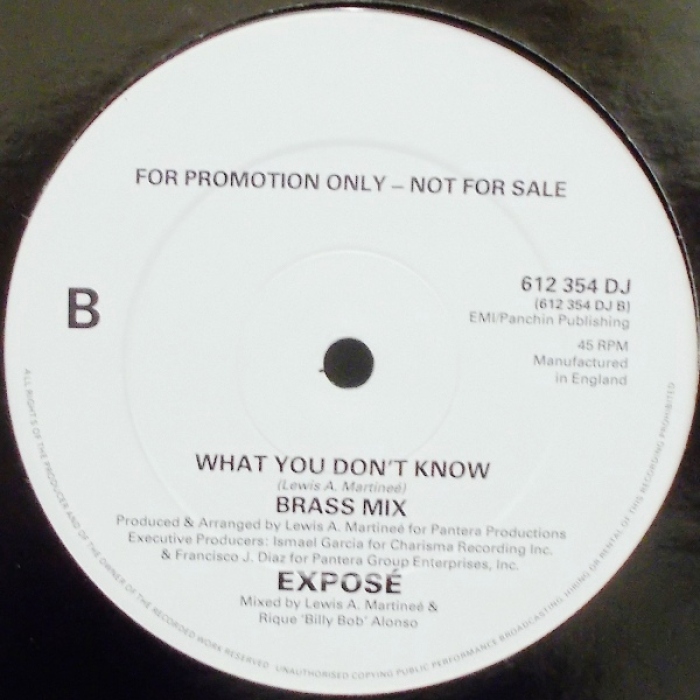 FOR PROMOTION ONLY – NOT FOR SALE
B
612 354 DJ
(612 354 DJ B)
EMI/Panchin Publishing
45 RPM
Manufactured
in England
WHAT YOU DON'T KNOW
(Lewis A. Martineé)
BRASS MIX
Produced & Arranged by Lewis A. Martineé for Pantera Productions
Executive Producers: Ismael Garcia for Charisma Recording Inc.
& Francisco J. Diaz for Pantera Group Enterprises, Inc.
EXPOSÉ
Mixed by Lewis A. Martineé &
Rique 'Billy Bob' Alonso
ALL RIGHTS OF THE PRODUCER AND OF THE OWNER OF THE RECORDED WORK RESERVED. UNAUTHORISED COPYING PUBLIC PERFORMANCE BROADCASTING, HIRING OR RENTAL OF THIS RECORDING PROHIBITED